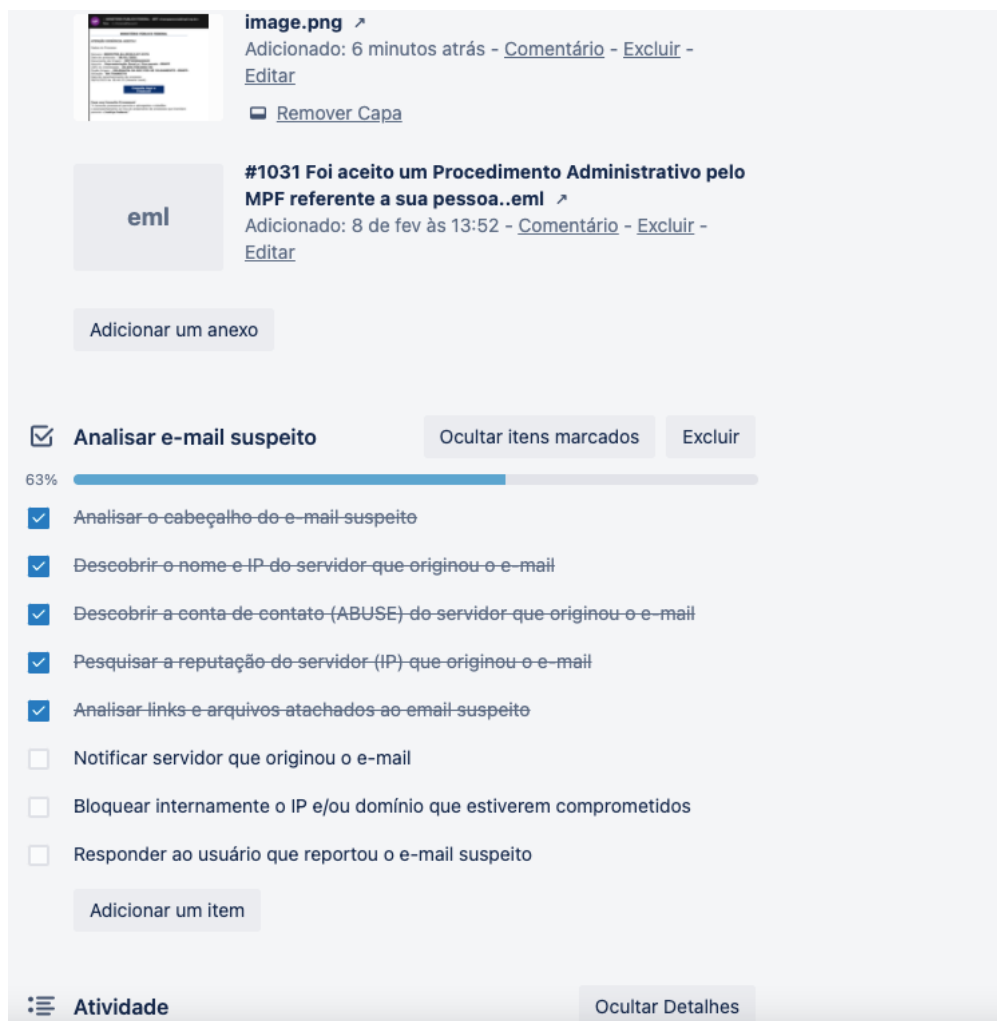 image.png ↗
Adicionado: 6 minutos atrás - Comentário - Excluir -
Editar
Remover Capa
#1031 Foi aceito um Procedimento Administrativo pelo
MPF referente a sua pessoa..eml ↗
eml
Adicionado: 8 de fev às 13:52 - Comentário - Excluir -
Editar
Adicionar um anexo
Analisar e-mail suspeito
Ocultar itens marcados
Excluir
63%
Analisar o cabeçalho do e-mail suspeito
Descobrir o nome e IP do servidor que originou o e-mail
Descobrir a conta de contato (ABUSE) do servidor que originou o e-mail
Pesquisar a reputação do servidor (IP) que originou o e-mail
Analisar links e arquivos atachados ao email suspeito
Notificar servidor que originou o e-mail
Bloquear internamente o IP e/ou domínio que estiverem comprometidos
Responder ao usuário que reportou o e-mail suspeito
Adicionar um item
Atividade
Ocultar Detalhes